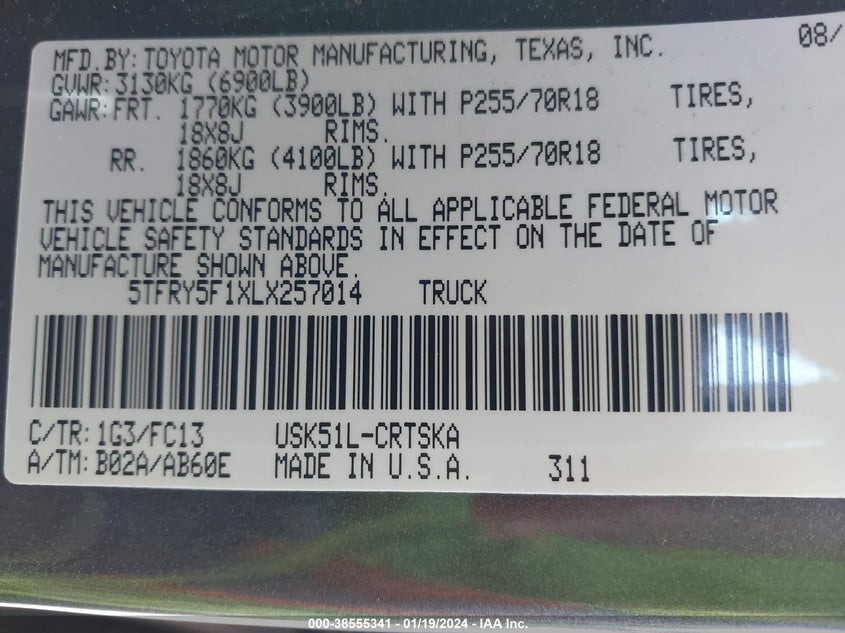 MFD.BY:TOYOTA MOTOR MANUFACTURING, TEXAS, INC. 08/
GVWR:3130KG (6900LB)
GAWR:FRT. 1770KG (3900LB) WITH P255/70R18 TIRES,
18X8J RIMS.
RR. 1860KG (4100LB) WITH P255/70R18 TIRES,
18X8J RIMS.
THIS VEHICLE CONFORMS TO ALL APPLICABLE FEDERAL MOTOR
VEHICLE SAFETY STANDARDS IN EFFECT ON THE DATE OF
MANUFACTURE SHOWN ABOVE.
5TFRY5F1XLX257014 TRUCK
C/TR:1G3/FC13 USK51L-CRTSKA
A/TM:B02A/AB60E MADE IN U.S.A. 311
000-38555341 - 01/19/2024 - IAA Inc.